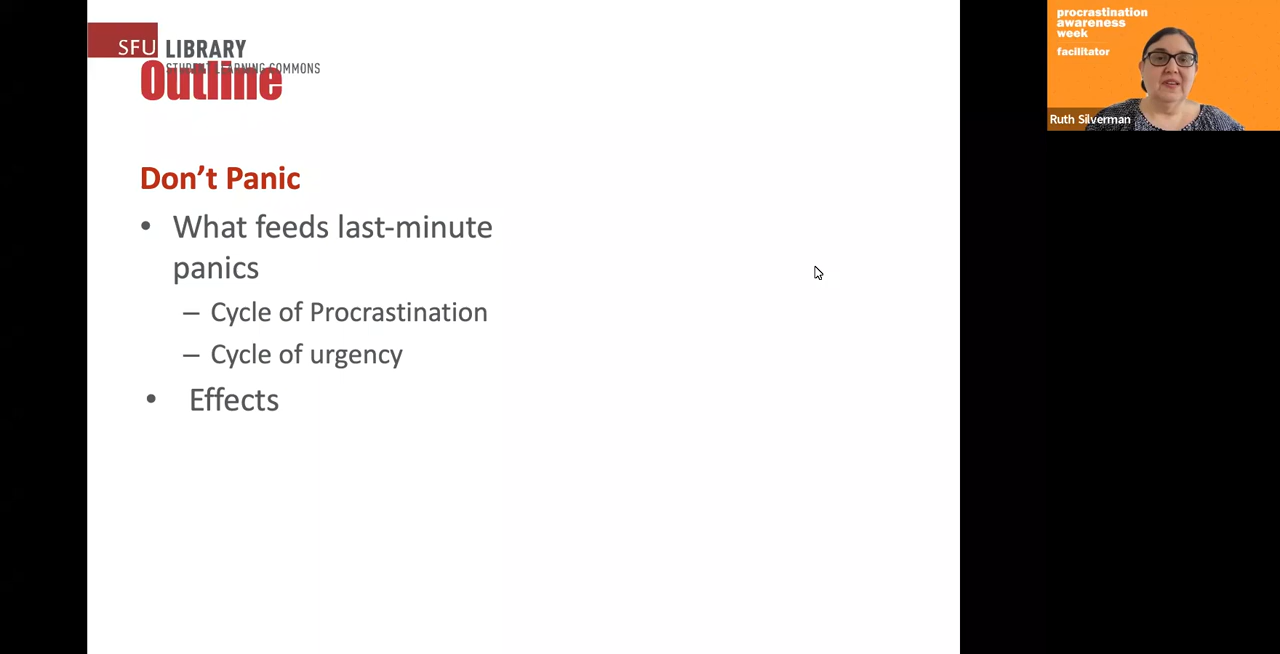 SFU LIBRARY
STUDENT LEARNING COMMONS
Outline
Don't Panic
• What feeds last-minute
panics
– Cycle of Procrastination
– Cycle of urgency
• Effects
procrastination
awareness
week
facilitator
Ruth Silverman